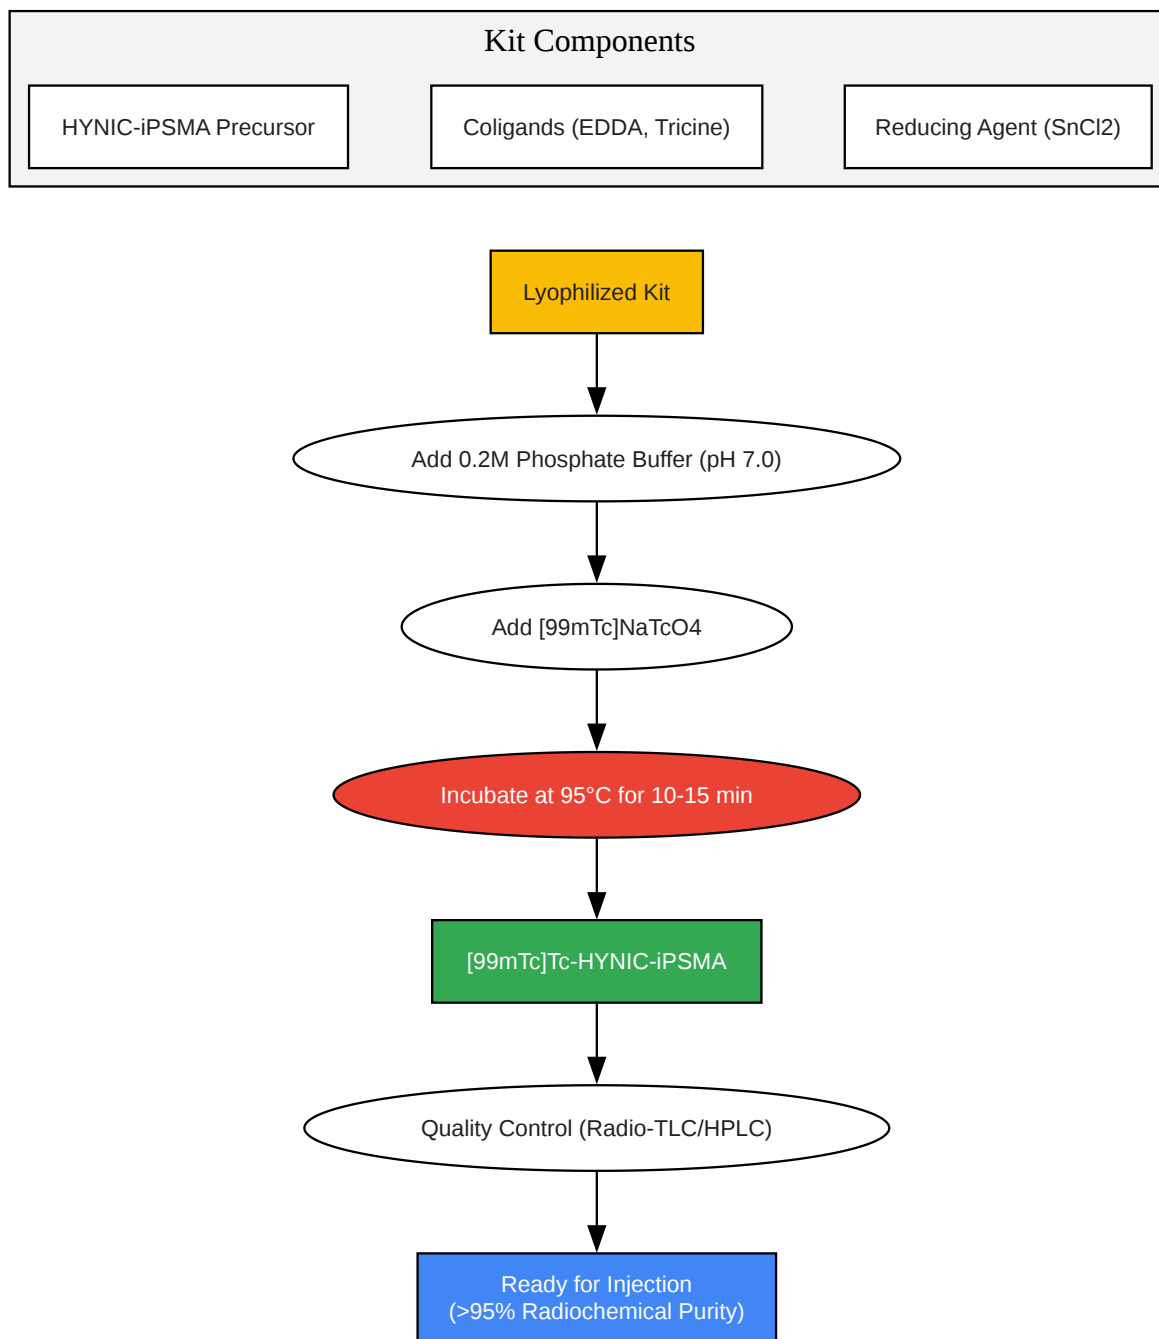 Kit Components
HYNIC-iPSMA Precursor
Coligands (EDDA, Tricine)
Reducing Agent (SnCl2)
Lyophilized Kit
Add 0.2M Phosphate Buffer (pH 7.0)
Add [99mTc]NaTcO4
Incubate at 95°C for 10-15 min
[99mTc]Tc-HYNIC-iPSMA
Quality Control (Radio-TLC/HPLC)
Ready for Injection
(>95% Radiochemical Purity)